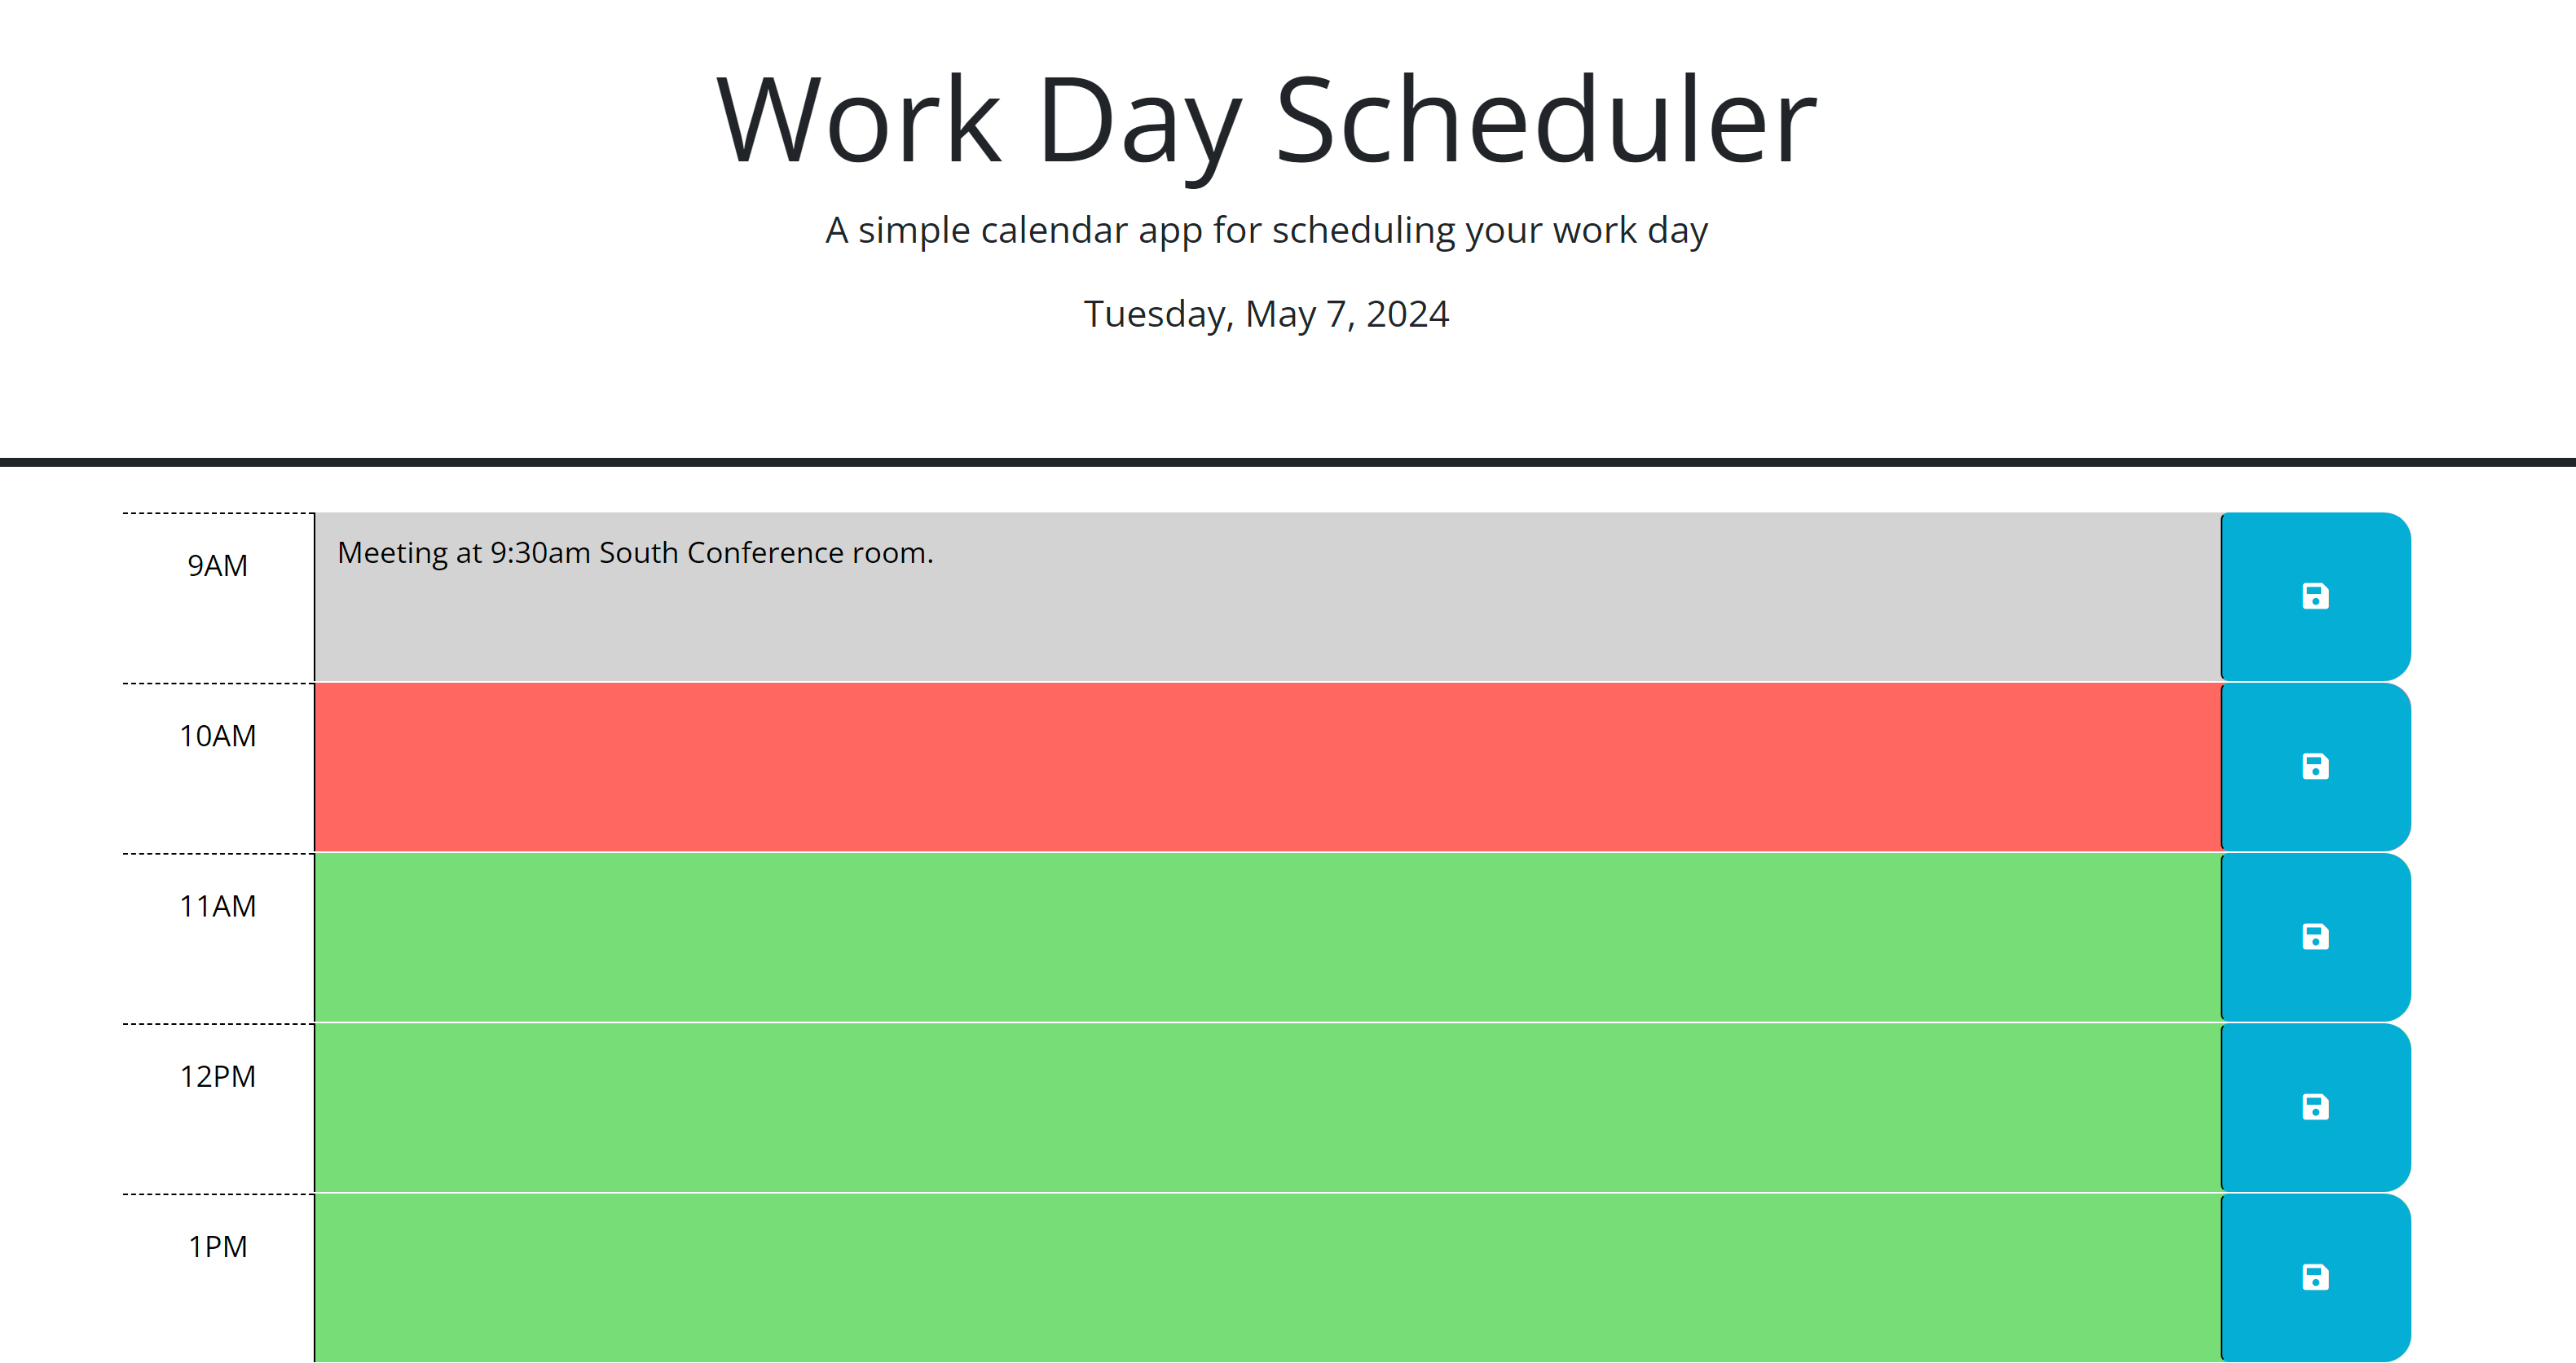 Work Day Scheduler
A simple calendar app for scheduling your work day
Tuesday, May 7, 2024
9AM
Meeting at 9:30am South Conference room.
10AM
11AM
12PM
1PM